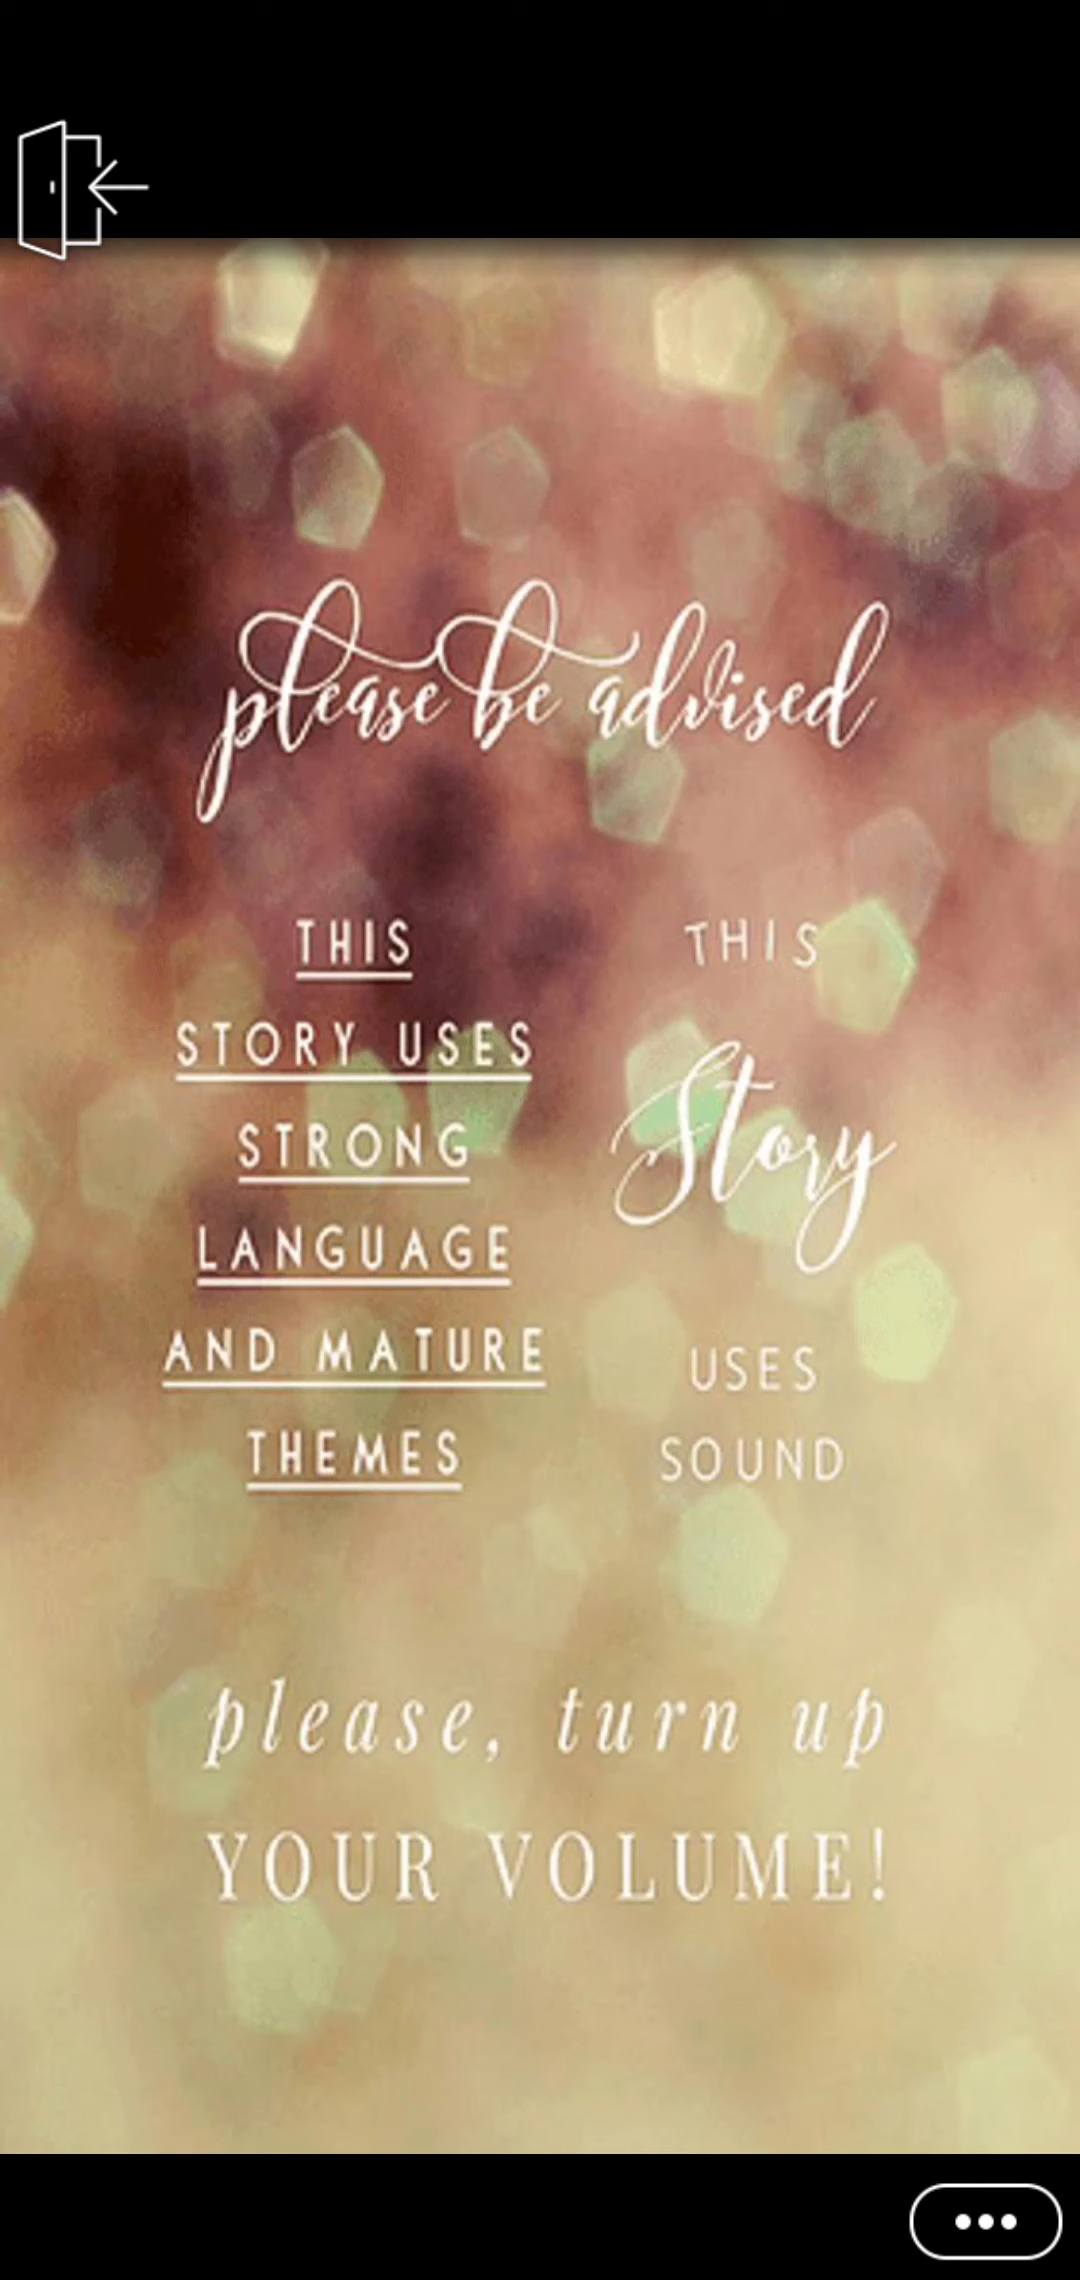 please be advised
THIS
STORY USES
STRONG
LANGUAGE
AND MATURE
THEMES
THIS
Story
USES
SOUND
please, turn up
YOUR VOLUME!